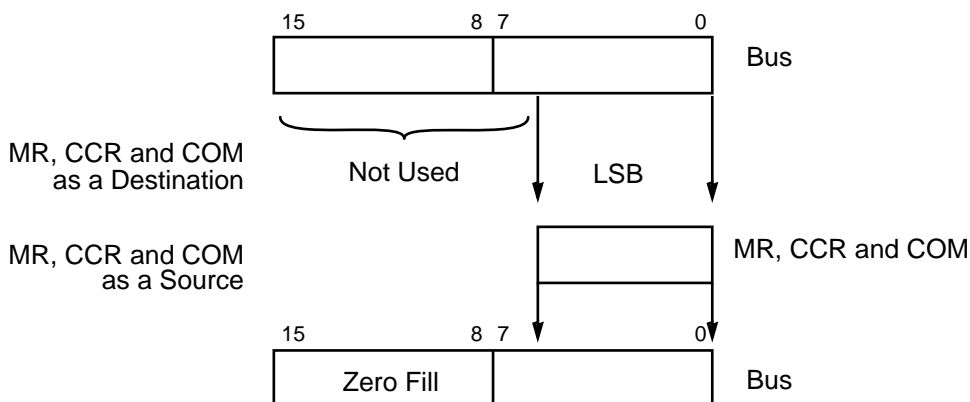 15 8 7 0
Bus
MR, CCR and COM
as a Destination
Not Used
LSB
MR, CCR and COM
as a Source
MR, CCR and COM
15 8 7 0
Zero Fill
Bus